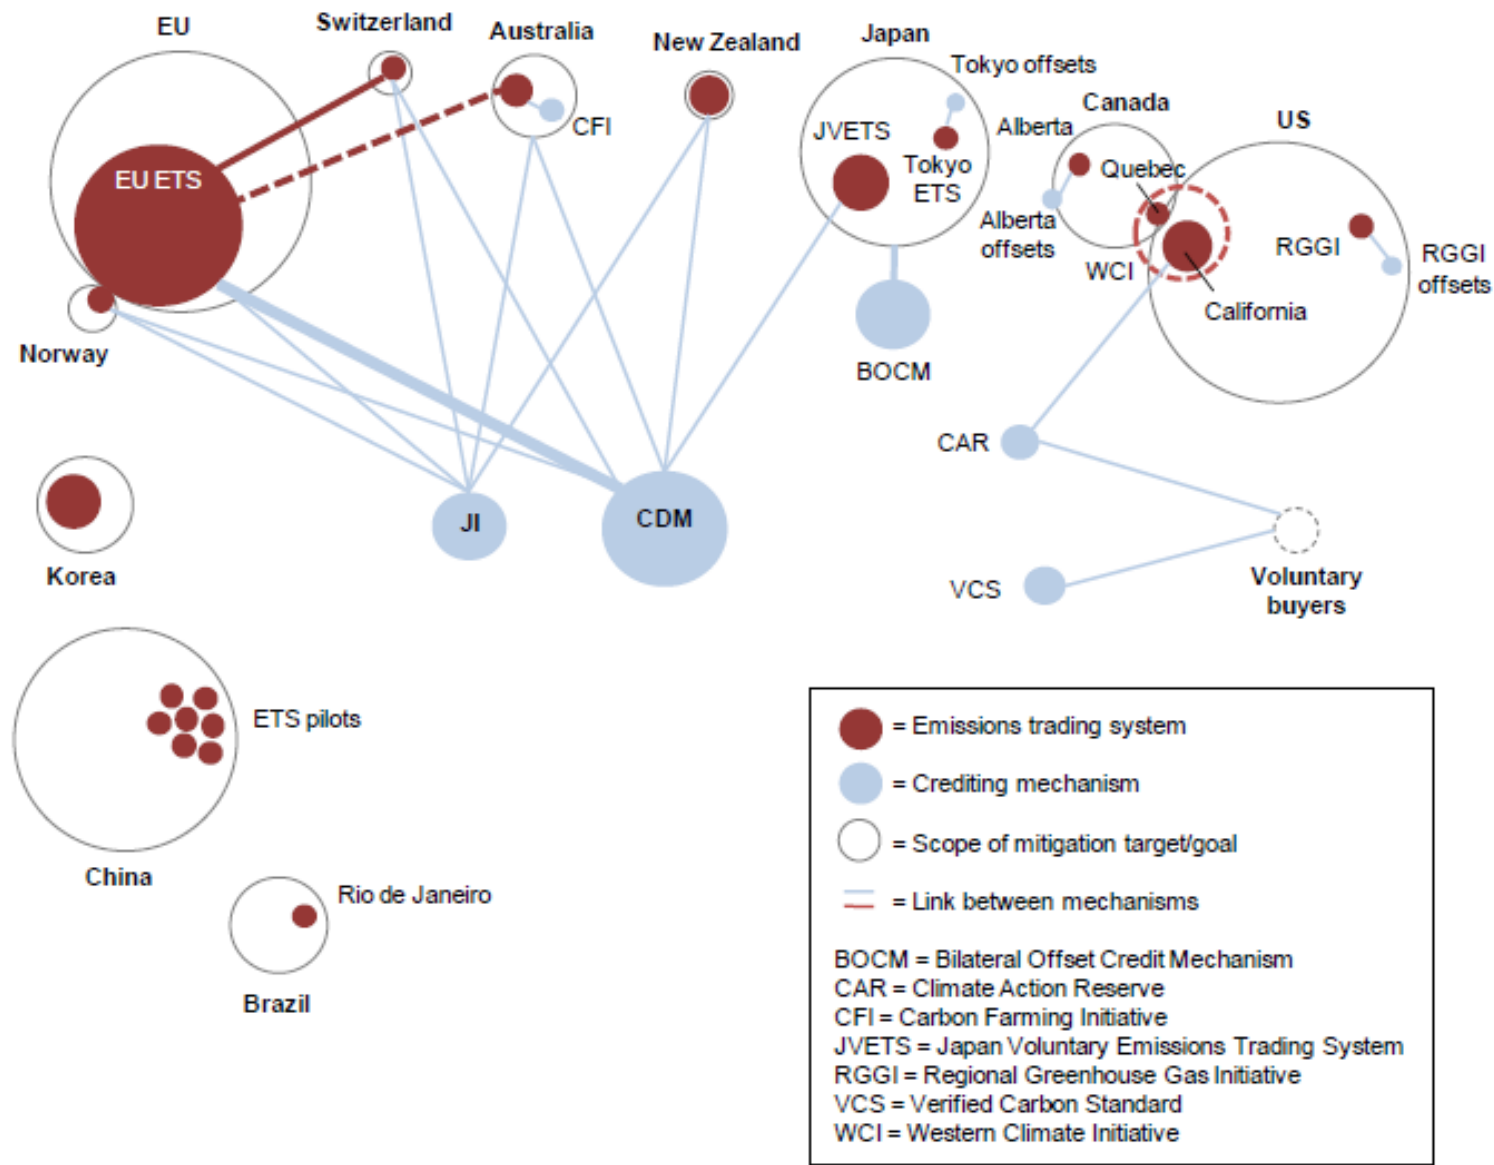 EU
Switzerland
Australia
New Zealand
Japan
Tokyo offsets
Canada
US
CFI
JVETS
Alberta
Tokyo
ETS
Quebec
EU ETS
Alberta
offsets
WCI
RGGI
RGGI
offsets
California
Norway
BOCM
CAR
JI
CDM
Korea
VCS
Voluntary
buyers
ETS pilots
China
Rio de Janeiro
Brazil
= Emissions trading system
= Crediting mechanism
= Scope of mitigation target/goal
= Link between mechanisms
BOCM = Bilateral Offset Credit Mechanism
CAR = Climate Action Reserve
CFI = Carbon Farming Initiative
JVETS = Japan Voluntary Emissions Trading System
RGGI = Regional Greenhouse Gas Initiative
VCS = Verified Carbon Standard
WCI = Western Climate Initiative